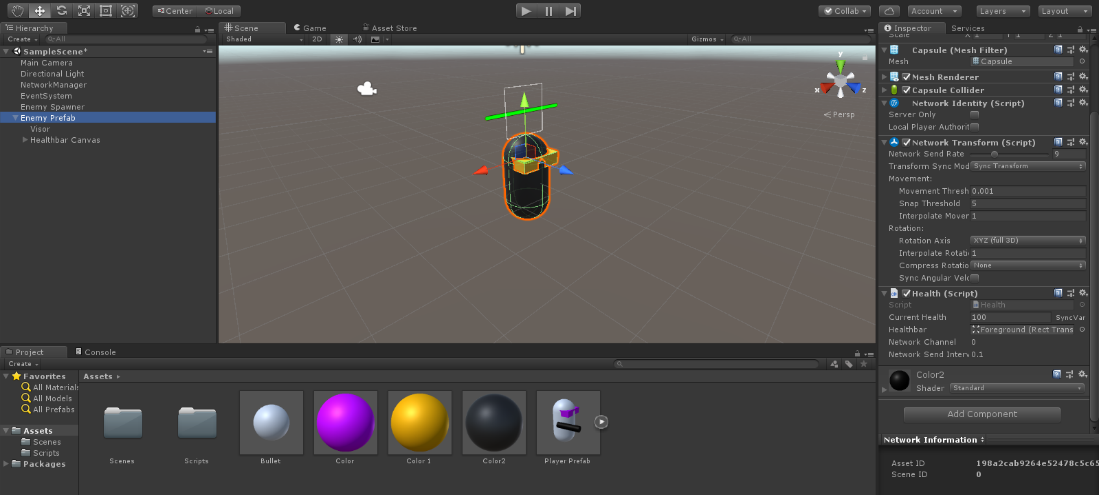 Center Local Collab Account Layers Layout
Hierarchy
Create All
SampleScene*
Main Camera
Directional Light
NetworkManager
EventSystem
Enemy Spawner
Enemy Prefab
Visor
Healthbar Canvas
Scene Game Asset Store
Shaded 2D Gizmos All
y
x z
Persp
Inspector Services
Capsule (Mesh Filter)
Mesh Capsule
Mesh Renderer
Capsule Collider
Network Identity (Script)
Server Only
Local Player Authorit
Network Transform (Script)
Network Send Rate 9
Transform Sync Mod Sync Transform
Movement:
Movement Thresh 0.001
Snap Threshold 5
Interpolate Mover 1
Rotation:
Rotation Axis XYZ (full 3D)
Interpolate Rotatic 1
Compress Rotatio None
Sync Angular Velc
Health (Script)
Script Health
Current Health 100 SyncVar
Healthbar Foreground (Rect Trans
Network Channel 0
Network Send Interv 0.1
Color2
Shader Standard
Add Component
Network Information
Asset ID 198a2cab9264e52478c5c65
Scene ID 0
Project Console
Create
Favorites
All Materials
All Models
All Prefabs
Assets
Scenes
Scripts
Packages
Assets
Scenes Scripts Bullet Color Color 1 Color2 Player Prefab